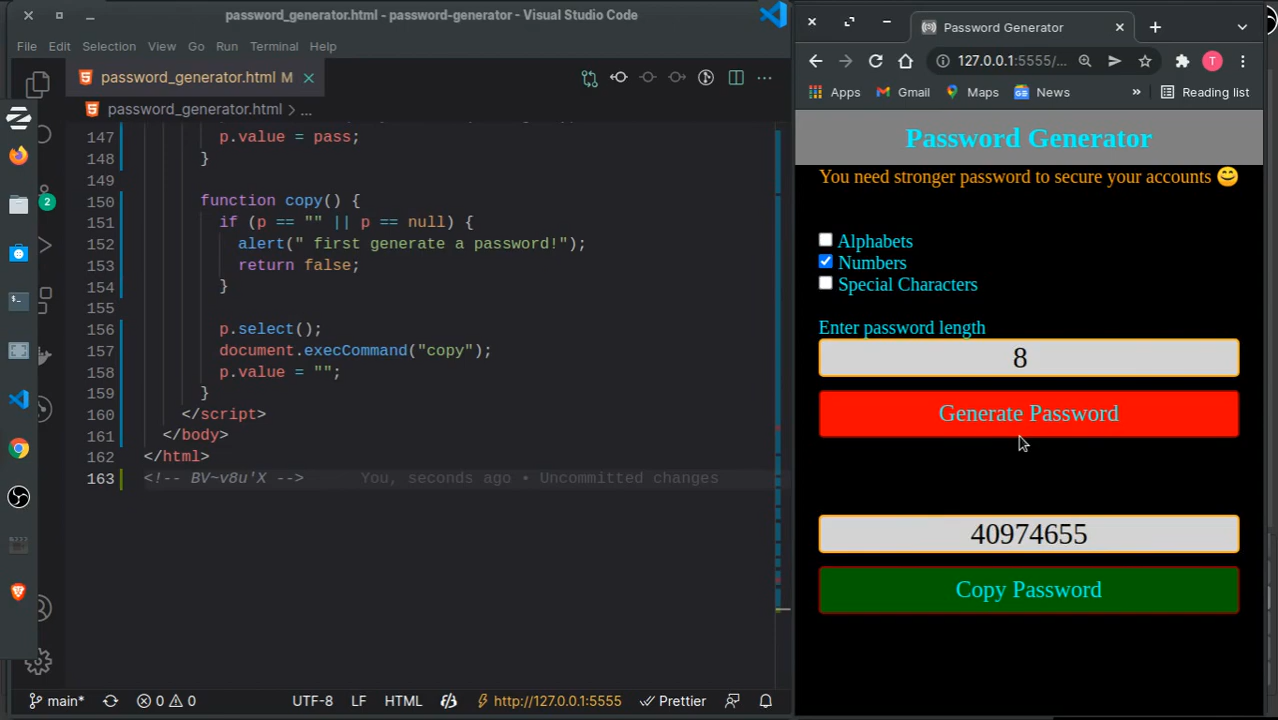 password_generator.html - password-generator - Visual Studio Code
File Edit Selection View Go Run Terminal Help
password_generator.html M
password_generator.html > ...
147 p.value = pass;
148 }
149
150 function copy() {
151 if (p == "" || p == null) {
152 alert(" first generate a password!");
153 return false;
154 }
155
156 p.select();
157 document.execCommand("copy");
158 p.value = "";
159 }
160 </script>
161 </body>
162 </html>
163 <!-- BV~v8u'X --> You, seconds ago • Uncommitted changes
2
main* 0 0 UTF-8 LF HTML http://127.0.0.1:5555 Prettier
Password Generator
127.0.0.1:5555/...
T
Apps Gmail Maps News » Reading list
Password Generator
You need stronger password to secure your accounts 😊
Alphabets
Numbers
Special Characters
Enter password length
8
Generate Password
40974655
Copy Password